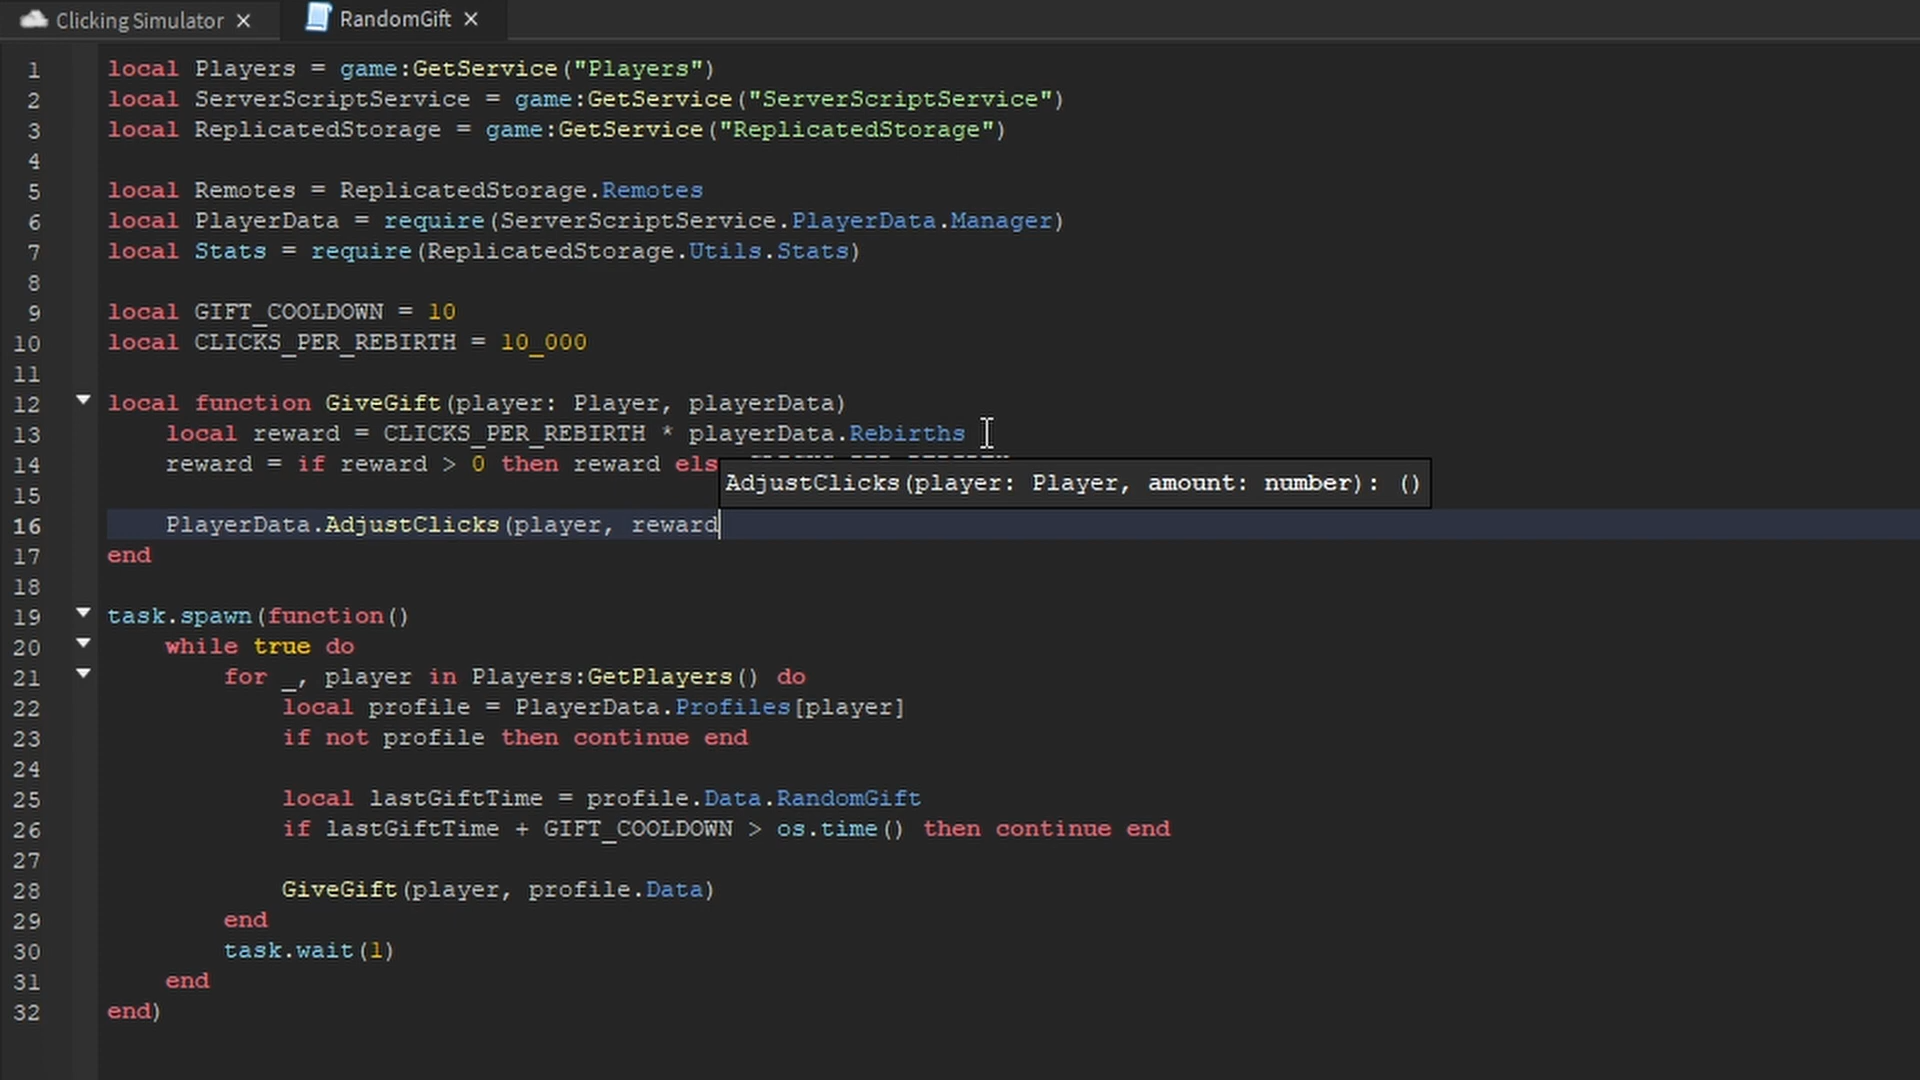 Clicking Simulator × RandomGift ×
1 local Players = game:GetService("Players")
2 local ServerScriptService = game:GetService("ServerScriptService")
3 local ReplicatedStorage = game:GetService("ReplicatedStorage")
4
5 local Remotes = ReplicatedStorage.Remotes
6 local PlayerData = require(ServerScriptService.PlayerData.Manager)
7 local Stats = require(ReplicatedStorage.Utils.Stats)
8
9 local GIFT_COOLDOWN = 10
10 local CLICKS_PER_REBIRTH = 10_000
11
12 local function GiveGift(player: Player, playerData)
13 local reward = CLICKS_PER_REBIRTH * playerData.Rebirths
14 reward = if reward > 0 then reward els
AdjustClicks(player: Player, amount: number): ()
15
16 PlayerData.AdjustClicks(player, reward
17 end
18
19 task.spawn(function()
20 while true do
21 for _, player in Players:GetPlayers() do
22 local profile = PlayerData.Profiles[player]
23 if not profile then continue end
24
25 local lastGiftTime = profile.Data.RandomGift
26 if lastGiftTime + GIFT_COOLDOWN > os.time() then continue end
27
28 GiveGift(player, profile.Data)
29 end
30 task.wait(1)
31 end
32 end)